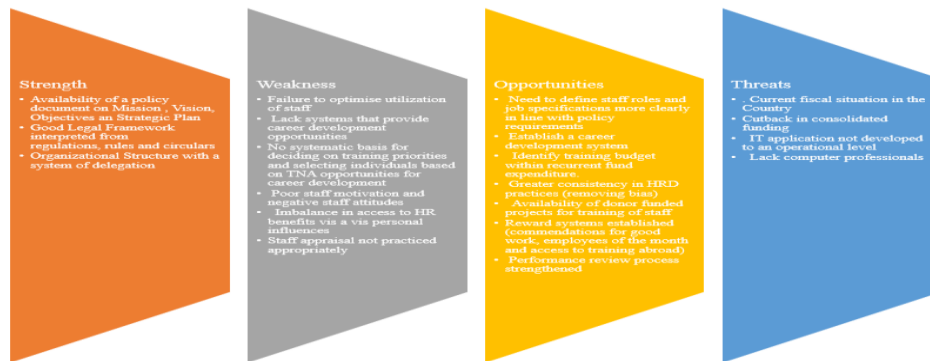 Strength
• Availability of a policy
document on Mission , Vision,
Objectives an Strategic Plan
• Good Legal Framework
interpreted from
regulations, rules and circulars
• Organizational Structure with a
system of delegation
Weakness
• Failure to optimise utilization
of staff
• Lack systems that provide
career development
opportunities
• No systematic basis for
deciding on training priorities
and selecting individuals based
on TNA opportunities for
career development
• Poor staff motivation and
negative staff attitudes
• Imbalance in access to HR
benefits vis a vis personal
influences
• Staff appraisal not practiced
appropriately
Opportunities
• Need to define staff roles and
job specifications more clearly
in line with policy
requirements
• Establish a career
development system
• Identify training budget
within recurrent fund
expenditure.
• Greater consistency in HRD
practices (removing bias)
• Availability of donor funded
projects for training of staff
• Reward systems established
(commendations for good
work, employees of the month
and access to training abroad)
• Performance review process
strengthened
Threats
• . Current fiscal situation in the
Country
• Cutback in consolidated
funding
• IT application not developed
to an operational level
• Lack computer professionals